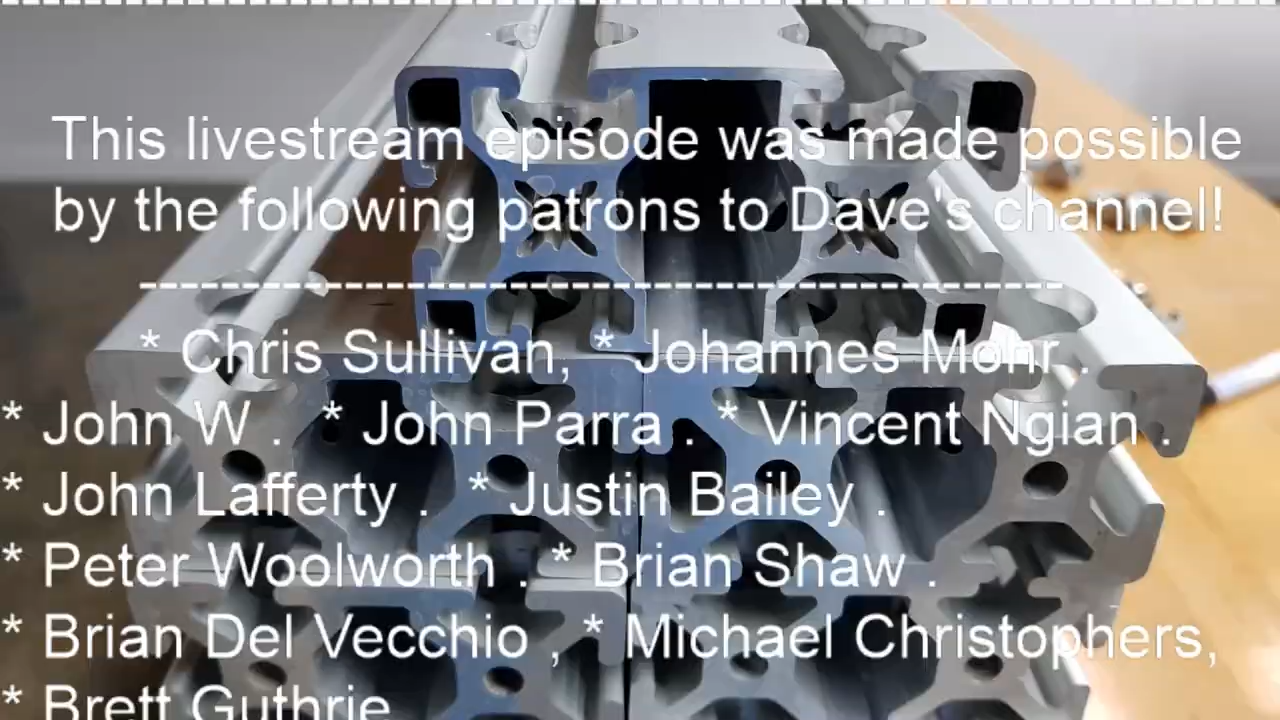 This livestream episode was made possible
by the following patrons to Dave's channel!
---------------------------------------------
* Chris Sullivan, * Johannes Mohr .
* John W . * John Parra . * Vincent Ngian .
* John Lafferty . * Justin Bailey .
* Peter Woolworth . * Brian Shaw .
* Brian Del Vecchio , * Michael Christophers,
* Brett Guthrie